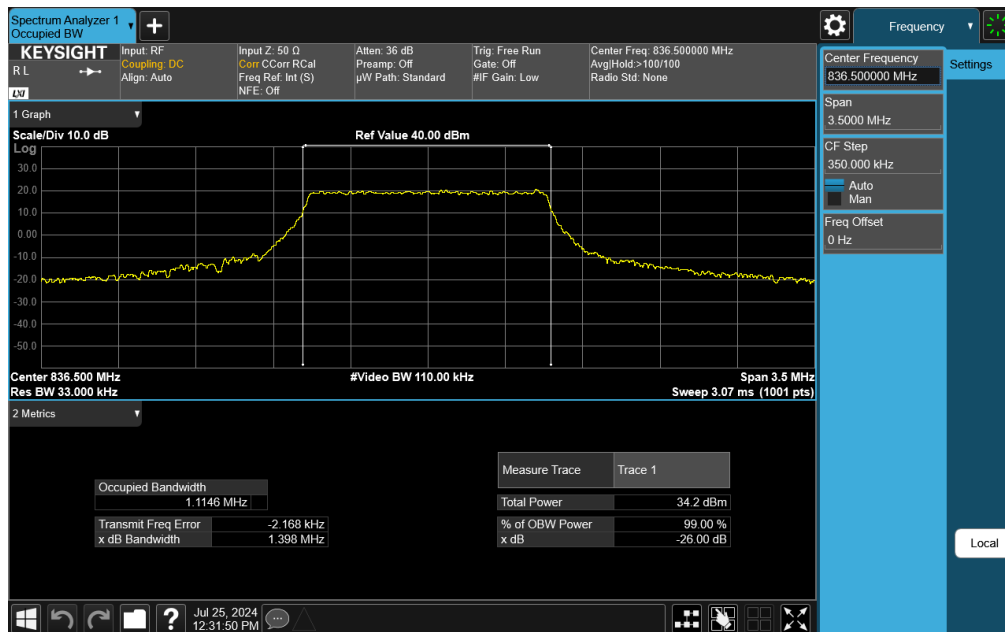 Spectrum Analyzer 1
Occupied BW
Frequency
KEYSIGHT
R L
LXI
Input: RF
Coupling: DC
Align: Auto
Input Z: 50 Ω
Corr CCorr RCal
Freq Ref: Int (S)
NFE: Off
Atten: 36 dB
Preamp: Off
µW Path: Standard
Trig: Free Run
Gate: Off
#IF Gain: Low
Center Freq: 836.500000 MHz
Avg|Hold:>100/100
Radio Std: None
Center Frequency
836.500000 MHz
Settings
Span
3.5000 MHz
CF Step
350.000 kHz
Auto
Man
Freq Offset
0 Hz
1 Graph
Scale/Div 10.0 dB
Ref Value 40.00 dBm
Log
30.0
20.0
10.0
0.00
-10.0
-20.0
-30.0
-40.0
-50.0
Center 836.500 MHz
#Video BW 110.00 kHz
Span 3.5 MHz
Res BW 33.000 kHz
Sweep 3.07 ms (1001 pts)
2 Metrics
Occupied Bandwidth
1.1146 MHz
Transmit Freq Error -2.168 kHz
x dB Bandwidth 1.398 MHz
Measure Trace Trace 1
Total Power 34.2 dBm
% of OBW Power 99.00 %
x dB -26.00 dB
Local
Jul 25, 2024
12:31:50 PM